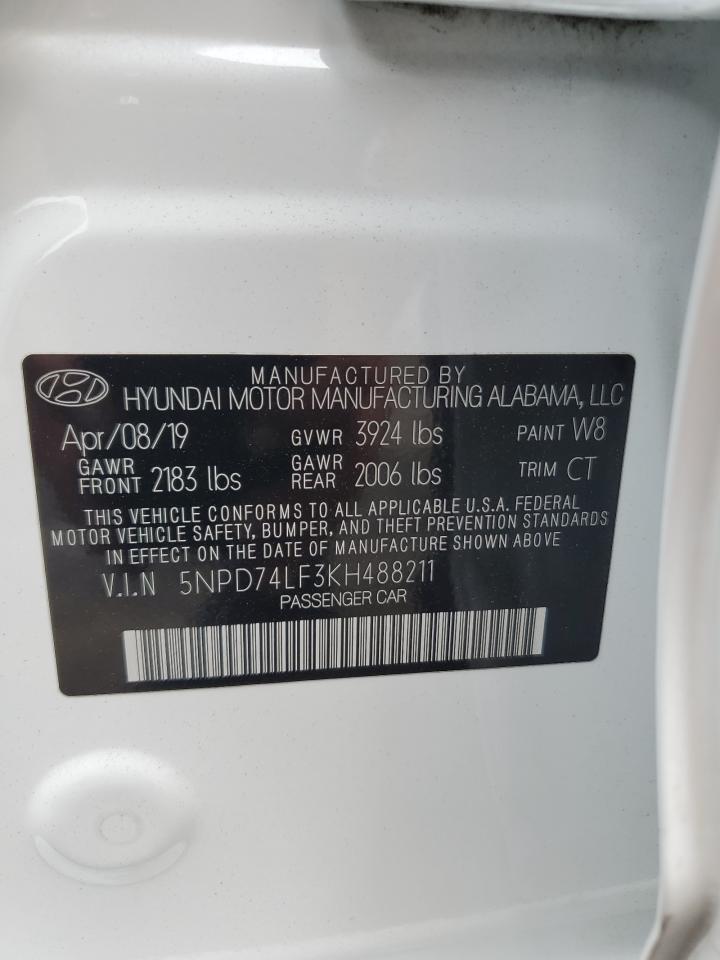 MANUFACTURED BY
HYUNDAI MOTOR MANUFACTURING ALABAMA, LLC
Apr/08/19 GVWR 3924 lbs PAINT W8
GAWR FRONT 2183 lbs GAWR REAR 2006 lbs TRIM CT
THIS VEHICLE CONFORMS TO ALL APPLICABLE U.S.A. FEDERAL
MOTOR VEHICLE SAFETY, BUMPER, AND THEFT PREVENTION STANDARDS
IN EFFECT ON THE DATE OF MANUFACTURE SHOWN ABOVE
V.I.N 5NPD74LF3KH488211
PASSENGER CAR